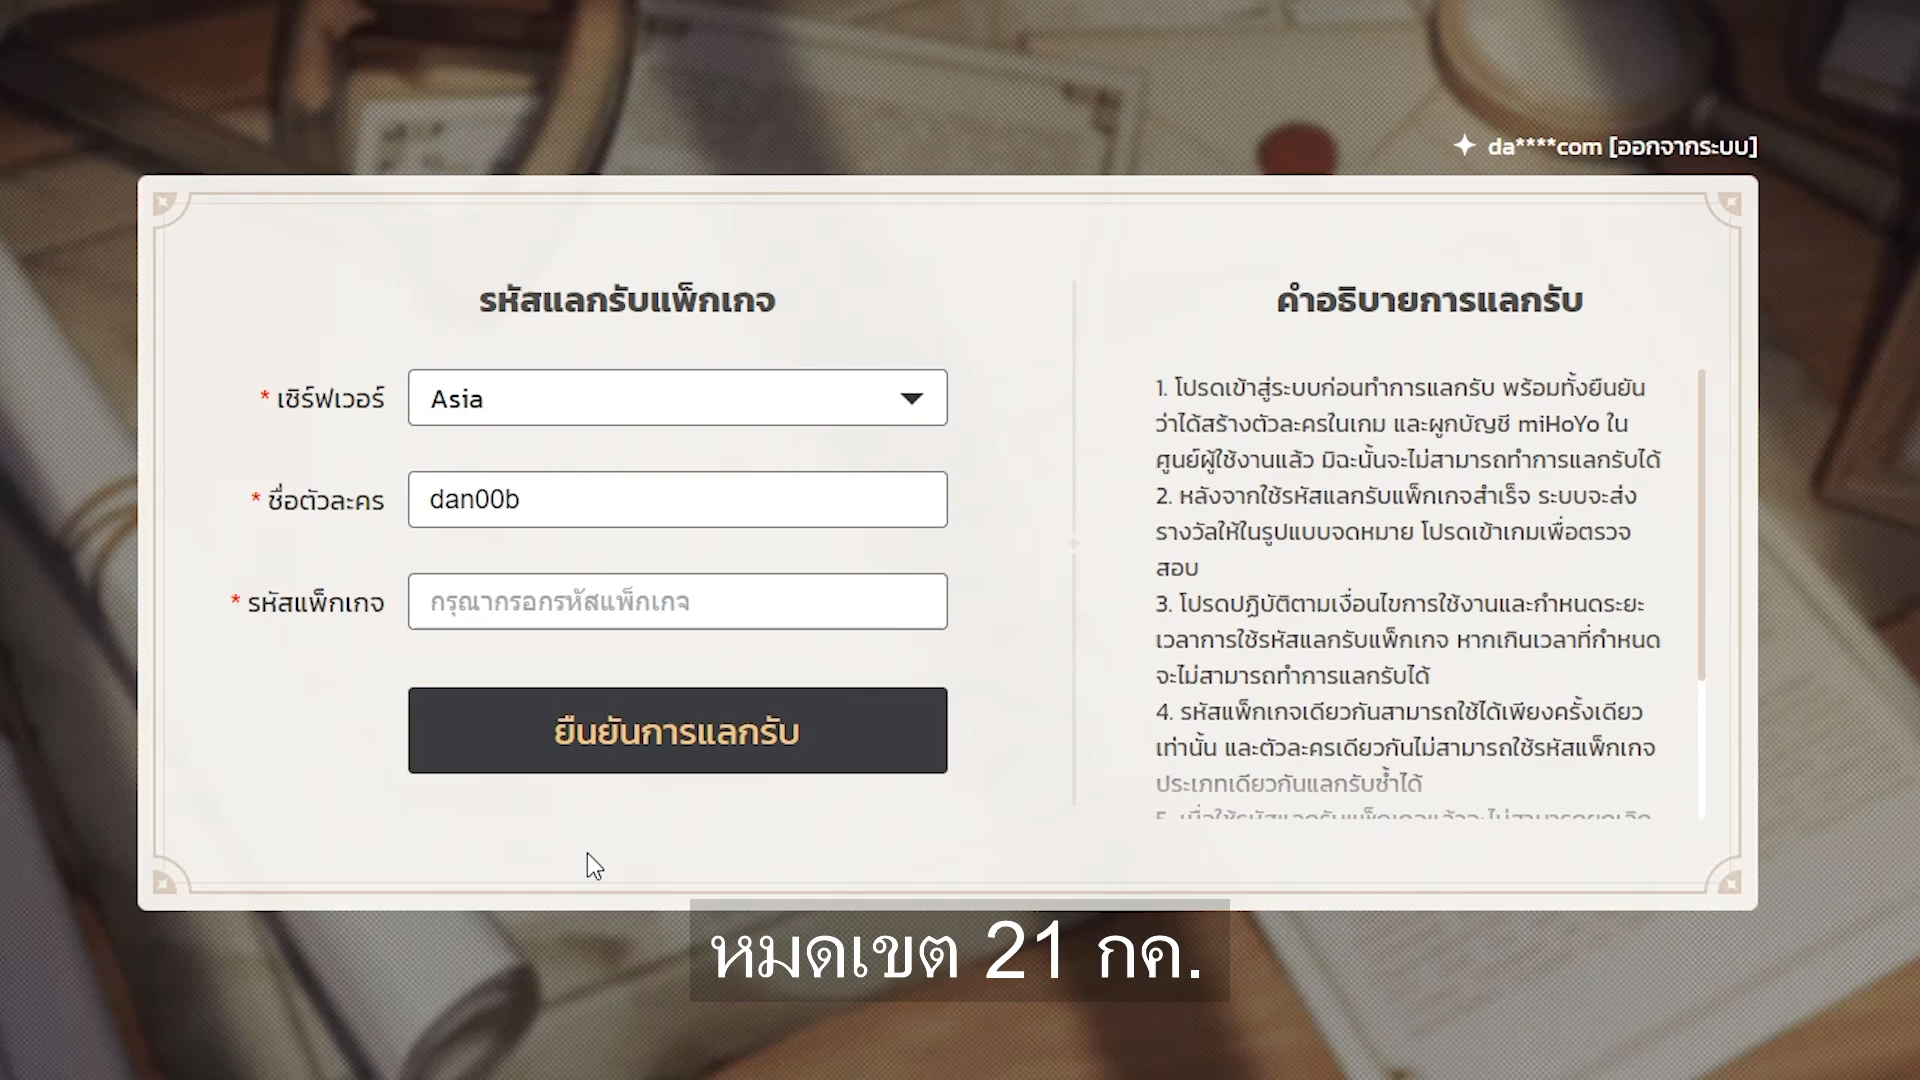 da****com [ออกจากระบบ]
รหัสแลกรับแพ็กเกจ
* เซิร์ฟเวอร์
Asia
* ชื่อตัวละคร
dan00b
* รหัสแพ็กเกจ
กรุณากรอกรหัสแพ็กเกจ
ยืนยันการแลกรับ
คำอธิบายการแลกรับ
1. โปรดเข้าสู่ระบบก่อนทำการแลกรับ พร้อมทั้งยืนยัน
ว่าได้สร้างตัวละครในเกม และผูกบัญชี miHoYo ใน
ศูนย์ผู้ใช้งานแล้ว มิฉะนั้นจะไม่สามารถทำการแลกรับได้
2. หลังจากใช้รหัสแลกรับแพ็กเกจสำเร็จ ระบบจะส่ง
รางวัลให้ในรูปแบบจดหมาย โปรดเข้าเกมเพื่อตรวจ
สอบ
3. โปรดปฏิบัติตามเงื่อนไขการใช้งานและกำหนดระยะ
เวลาการใช้รหัสแลกรับแพ็กเกจ หากเกินเวลาที่กำหนด
จะไม่สามารถทำการแลกรับได้
4. รหัสแพ็กเกจเดียวกันสามารถใช้ได้เพียงครั้งเดียว
เท่านั้น และตัวละครเดียวกันไม่สามารถใช้รหัสแพ็กเกจ
ประเภทเดียวกันแลกรับซ้ำได้
หมดเขต 21 กค.